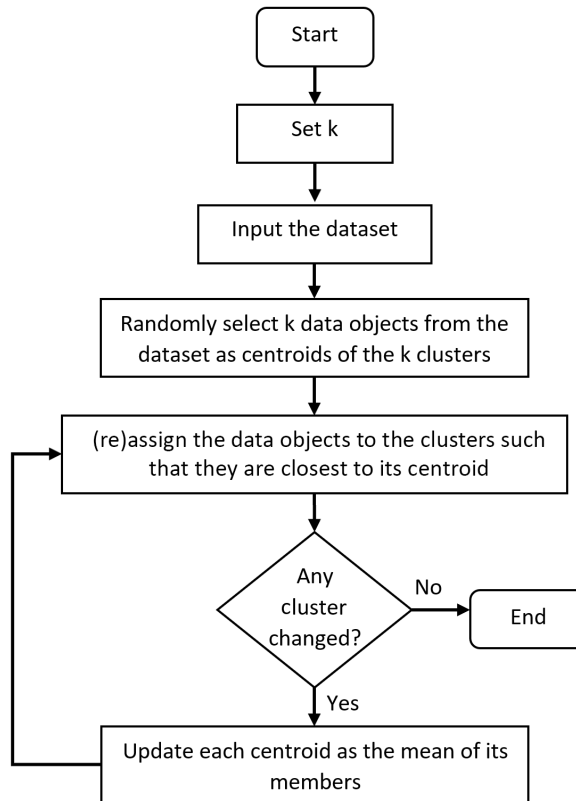 Start
Set k
Input the dataset
Randomly select k data objects from the
dataset as centroids of the k clusters
(re)assign the data objects to the clusters such
that they are closest to its centroid
Any
cluster
changed?
No
End
Yes
Update each centroid as the mean of its
members